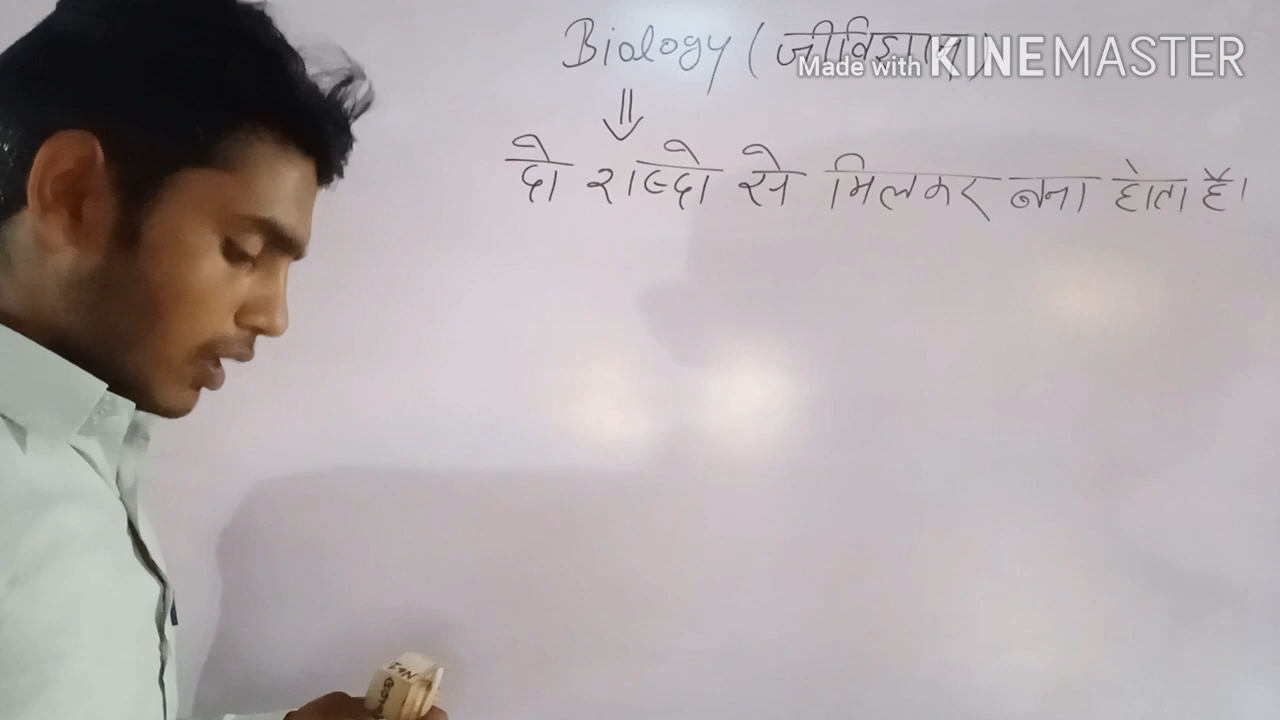 Biology (जीविज्ञान)
Made with KINEMASTER
दो शब्दो से मिलकर बना होता है।